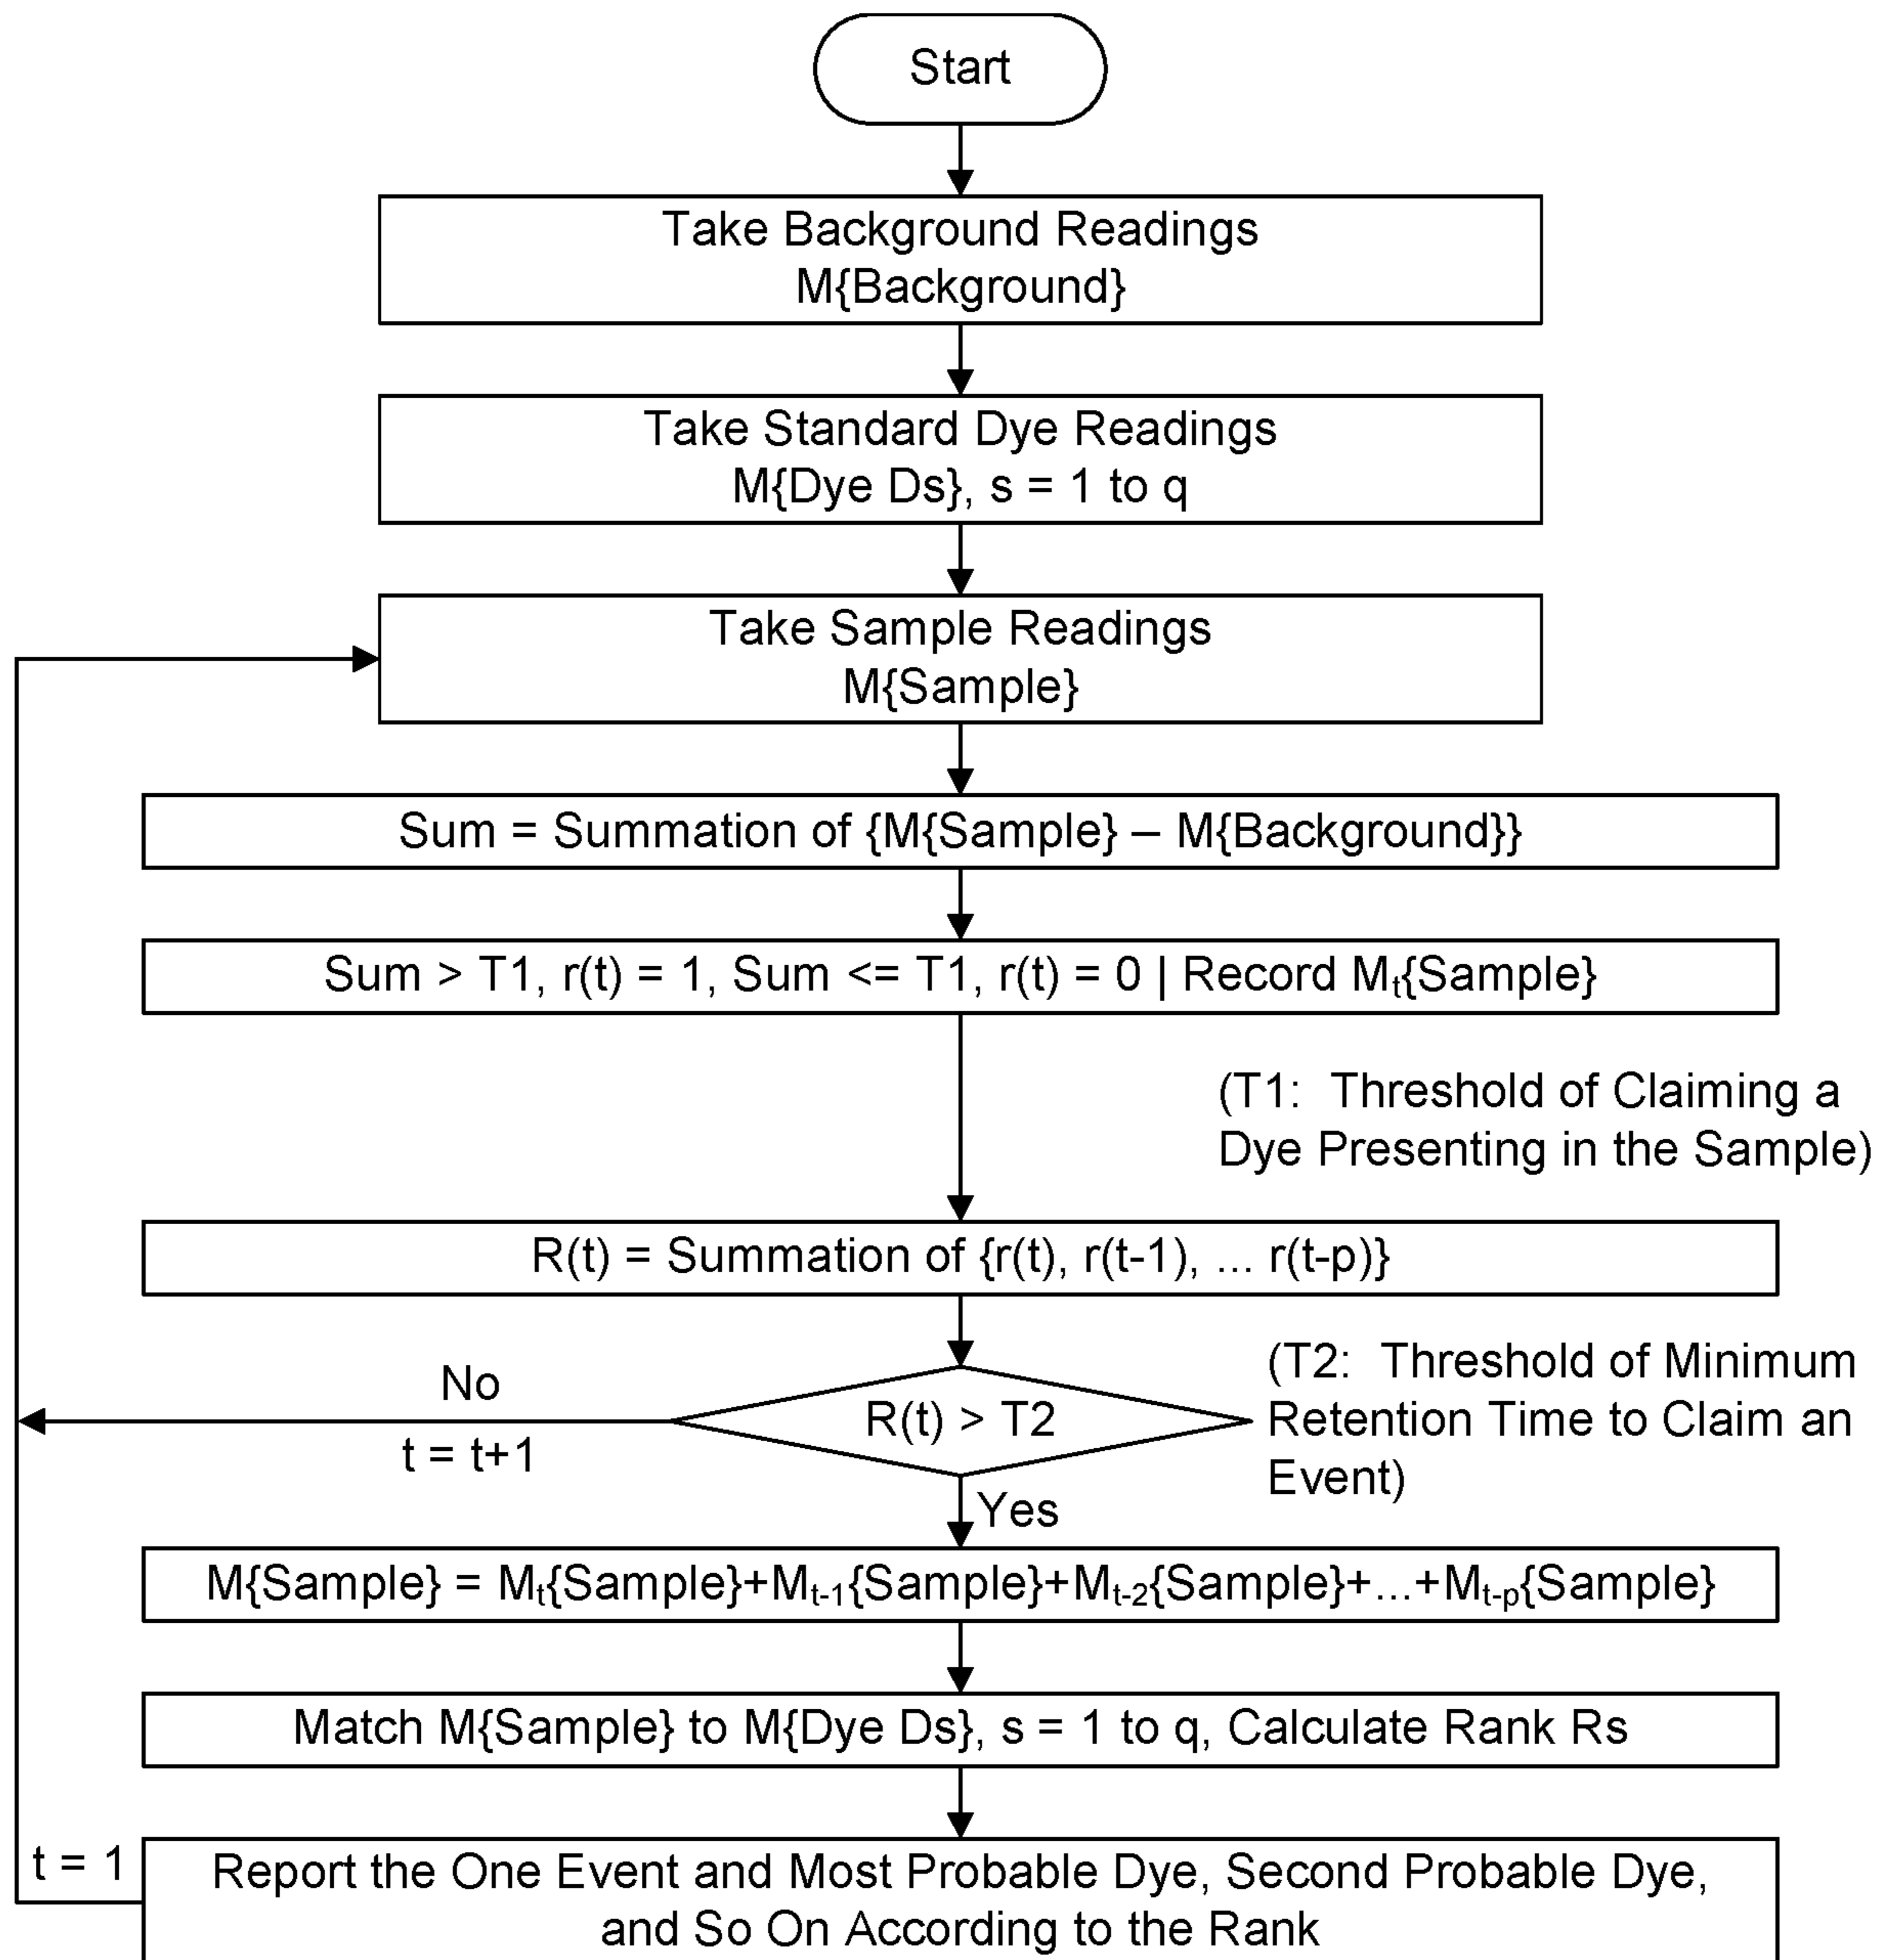 Start
Take Background Readings
M{Background}
Take Standard Dye Readings
M{Dye Ds}, s = 1 to q
Take Sample Readings
M{Sample}
Sum = Summation of {M{Sample} – M{Background}}
Sum > T1, r(t) = 1, Sum <= T1, r(t) = 0 | Record Mₜ{Sample}
(T1: Threshold of Claiming a
Dye Presenting in the Sample)
R(t) = Summation of {r(t), r(t-1), ... r(t-p)}
No
t = t+1
R(t) > T2
(T2: Threshold of Minimum
Retention Time to Claim an
Event)
Yes
M{Sample} = Mₜ{Sample}+Mₜ₋₁{Sample}+Mₜ₋₂{Sample}+...+Mₜ₋ₚ{Sample}
Match M{Sample} to M{Dye Ds}, s = 1 to q, Calculate Rank Rs
t = 1
Report the One Event and Most Probable Dye, Second Probable Dye,
and So On According to the Rank